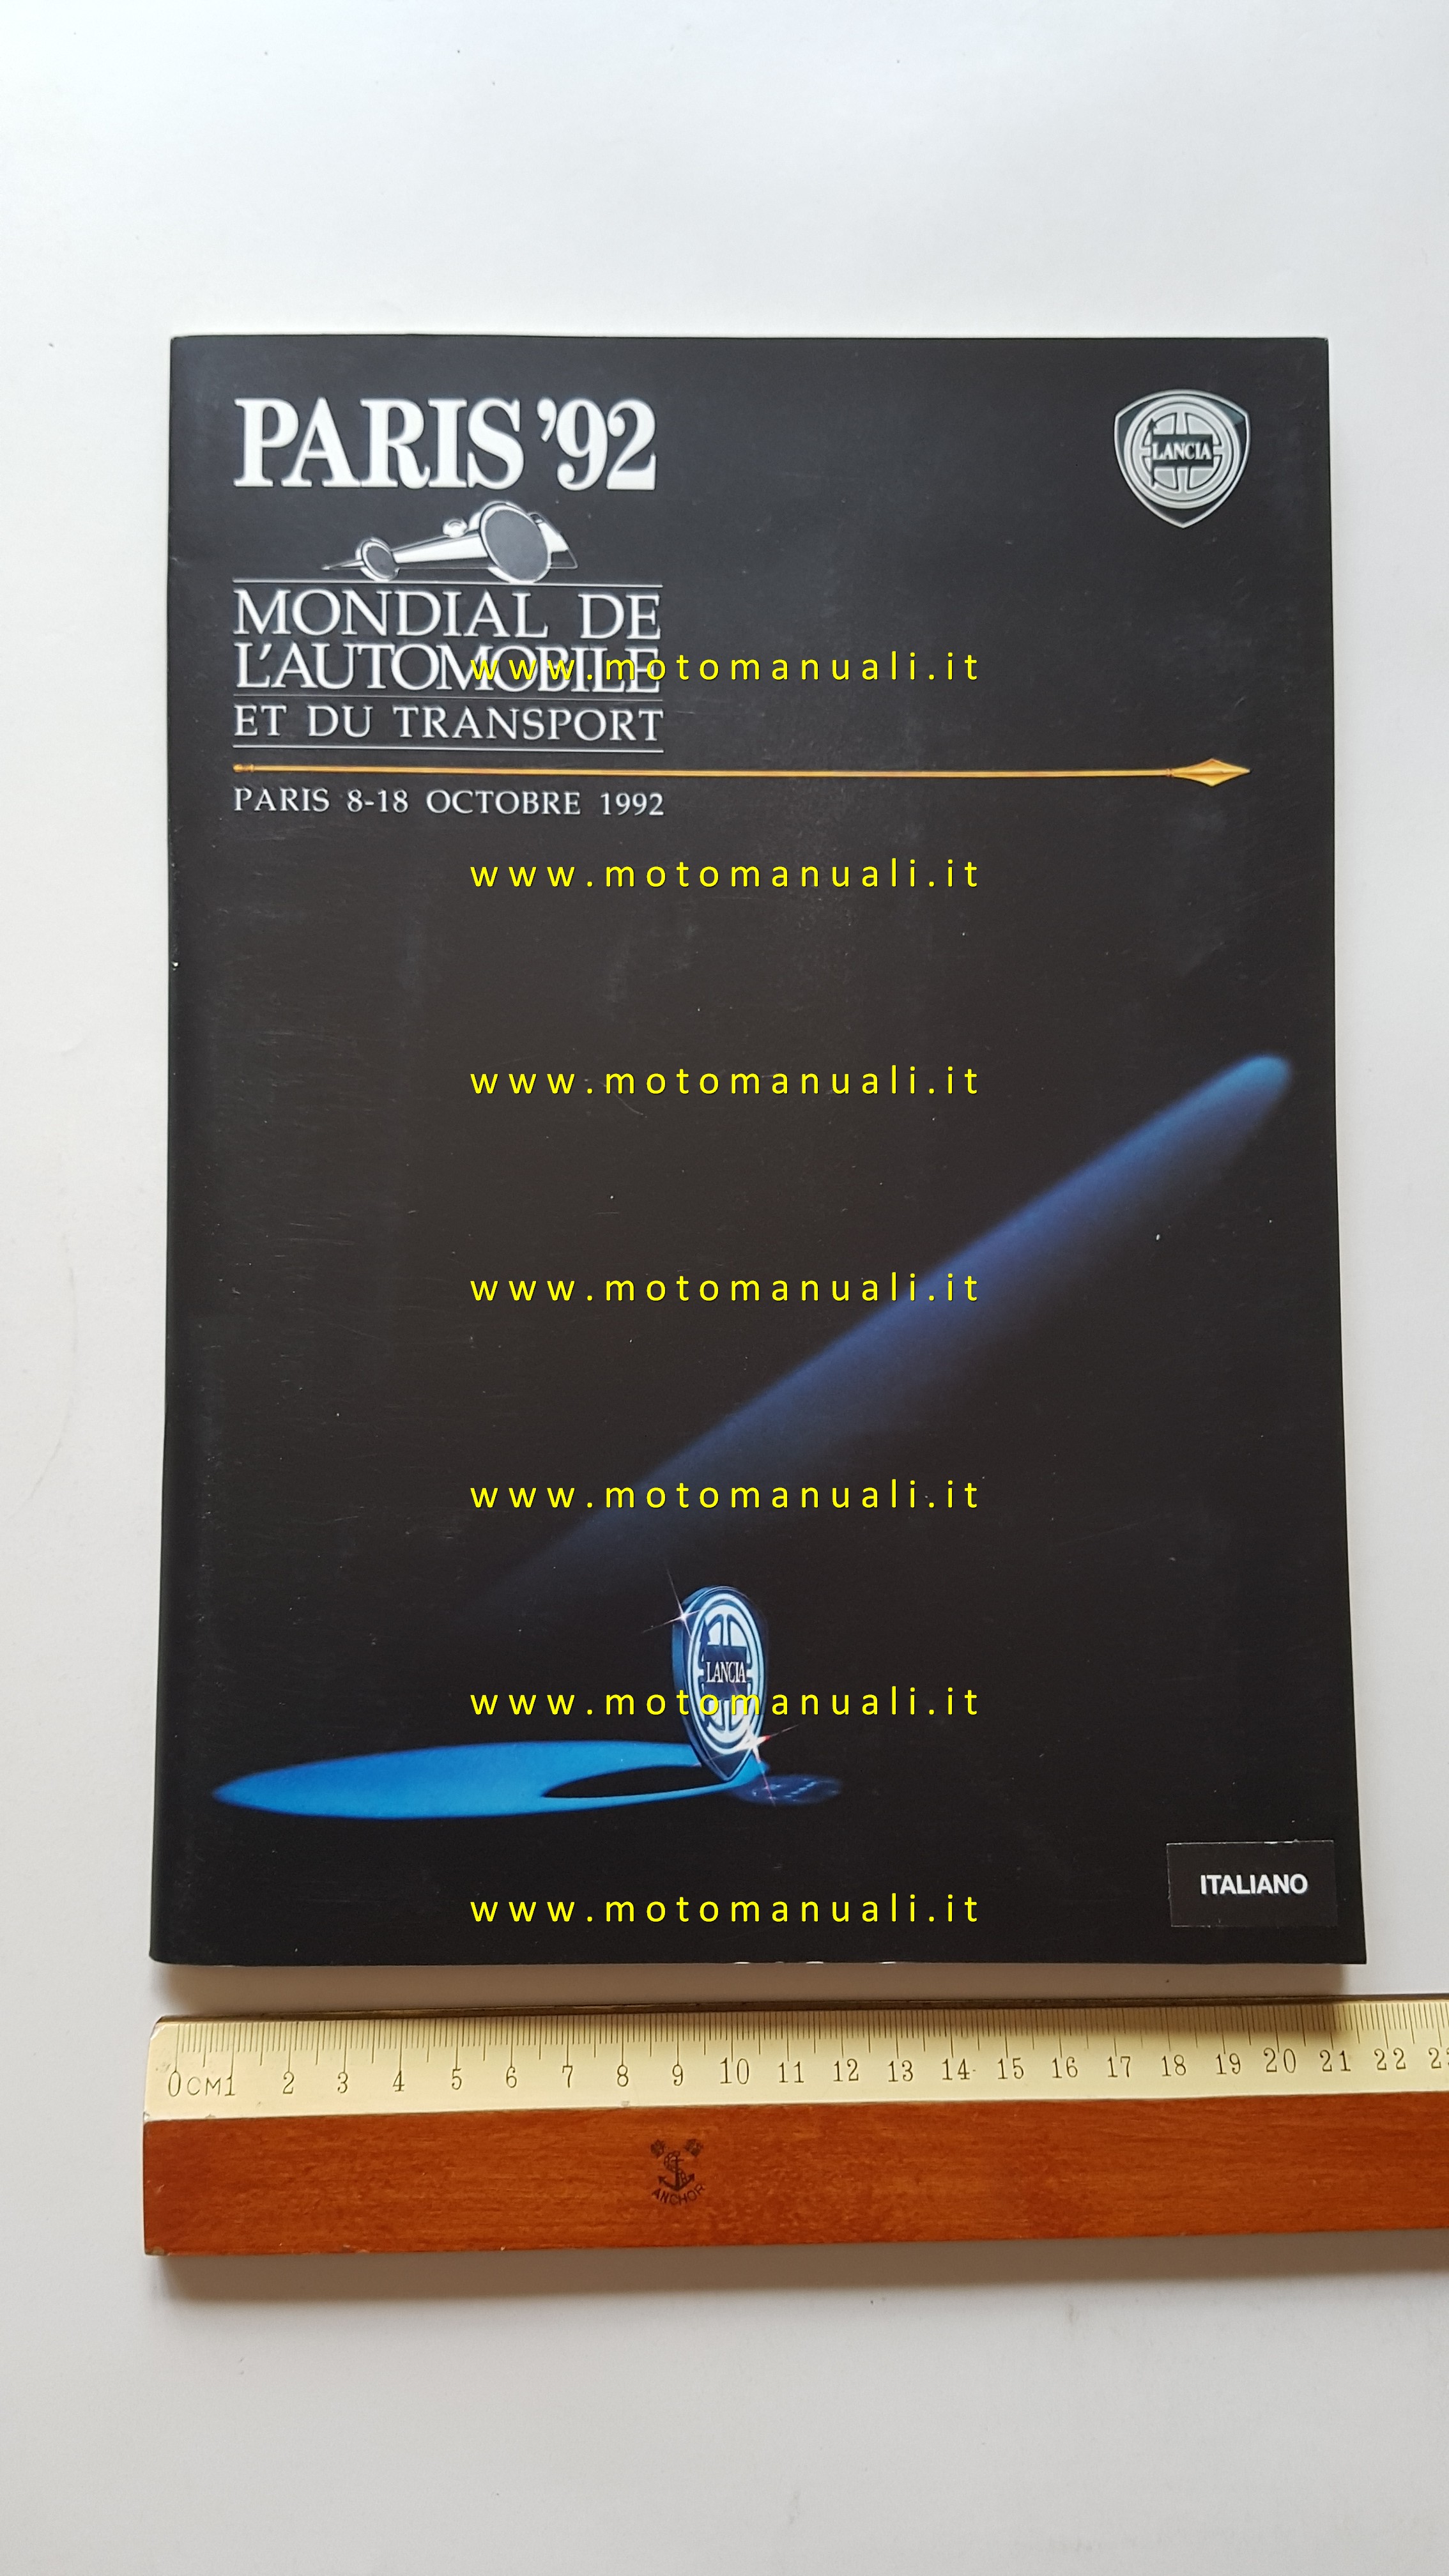 PARIS '92
LANCIA
MONDIAL DE
L'AUTOMOBILE
www.motomanuali.it
ET DU TRANSPORT
PARIS 8-18 OCTOBRE 1992
www.motomanuali.it
www.motomanuali.it
www.motomanuali.it
www.motomanuali.it
LANCIA
www.motomanuali.it
ITALIANO
www.motomanuali.it
0CM1 2 3 4 5 6 7 8 9 10 11 12 13 14 15 16 17 18 19 20 21 22
ANCHOR